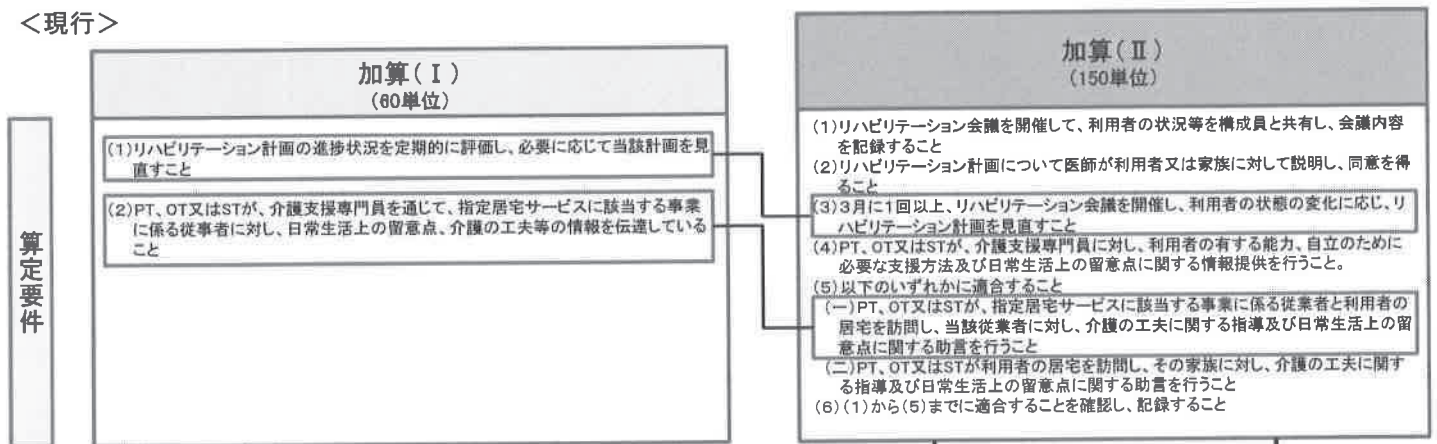 <現行>
加算(Ⅰ)
(60単位)
加算(Ⅱ)
(150単位)
算定要件
(1)リハビリテーション計画の進捗状況を定期的に評価し、必要に応じて当該計画を見
直すこと
(2)PT、OT又はSTが、介護支援専門員を通じて、指定居宅サービスに該当する事業
に係る従事者に対し、日常生活上の留意点、介護の工夫等の情報を伝達している
こと
(1)リハビリテーション会議を開催して、利用者の状況等を構成員と共有し、会議内容
を記録すること
(2)リハビリテーション計画について医師が利用者又は家族に対して説明し、同意を得
ること
(3)3月に1回以上、リハビリテーション会議を開催し、利用者の状態の変化に応じ、リ
ハビリテーション計画を見直すこと
(4)PT、OT又はSTが、介護支援専門員に対し、利用者の有する能力、自立のために
必要な支援方法及び日常生活上の留意点に関する情報提供を行うこと。
(5)以下のいずれかに適合すること
(一)PT、OT又はSTが、指定居宅サービスに該当する事業に係る従業者と利用者の
居宅を訪問し、当該従業者に対し、介護の工夫に関する指導及び日常生活上の留
意点に関する助言を行うこと
(二)PT、OT又はSTが利用者の居宅を訪問し、その家族に対し、介護の工夫に関す
る指導及び日常生活上の留意点に関する助言を行うこと
(6)(1)から(5)までに適合することを確認し、記録すること